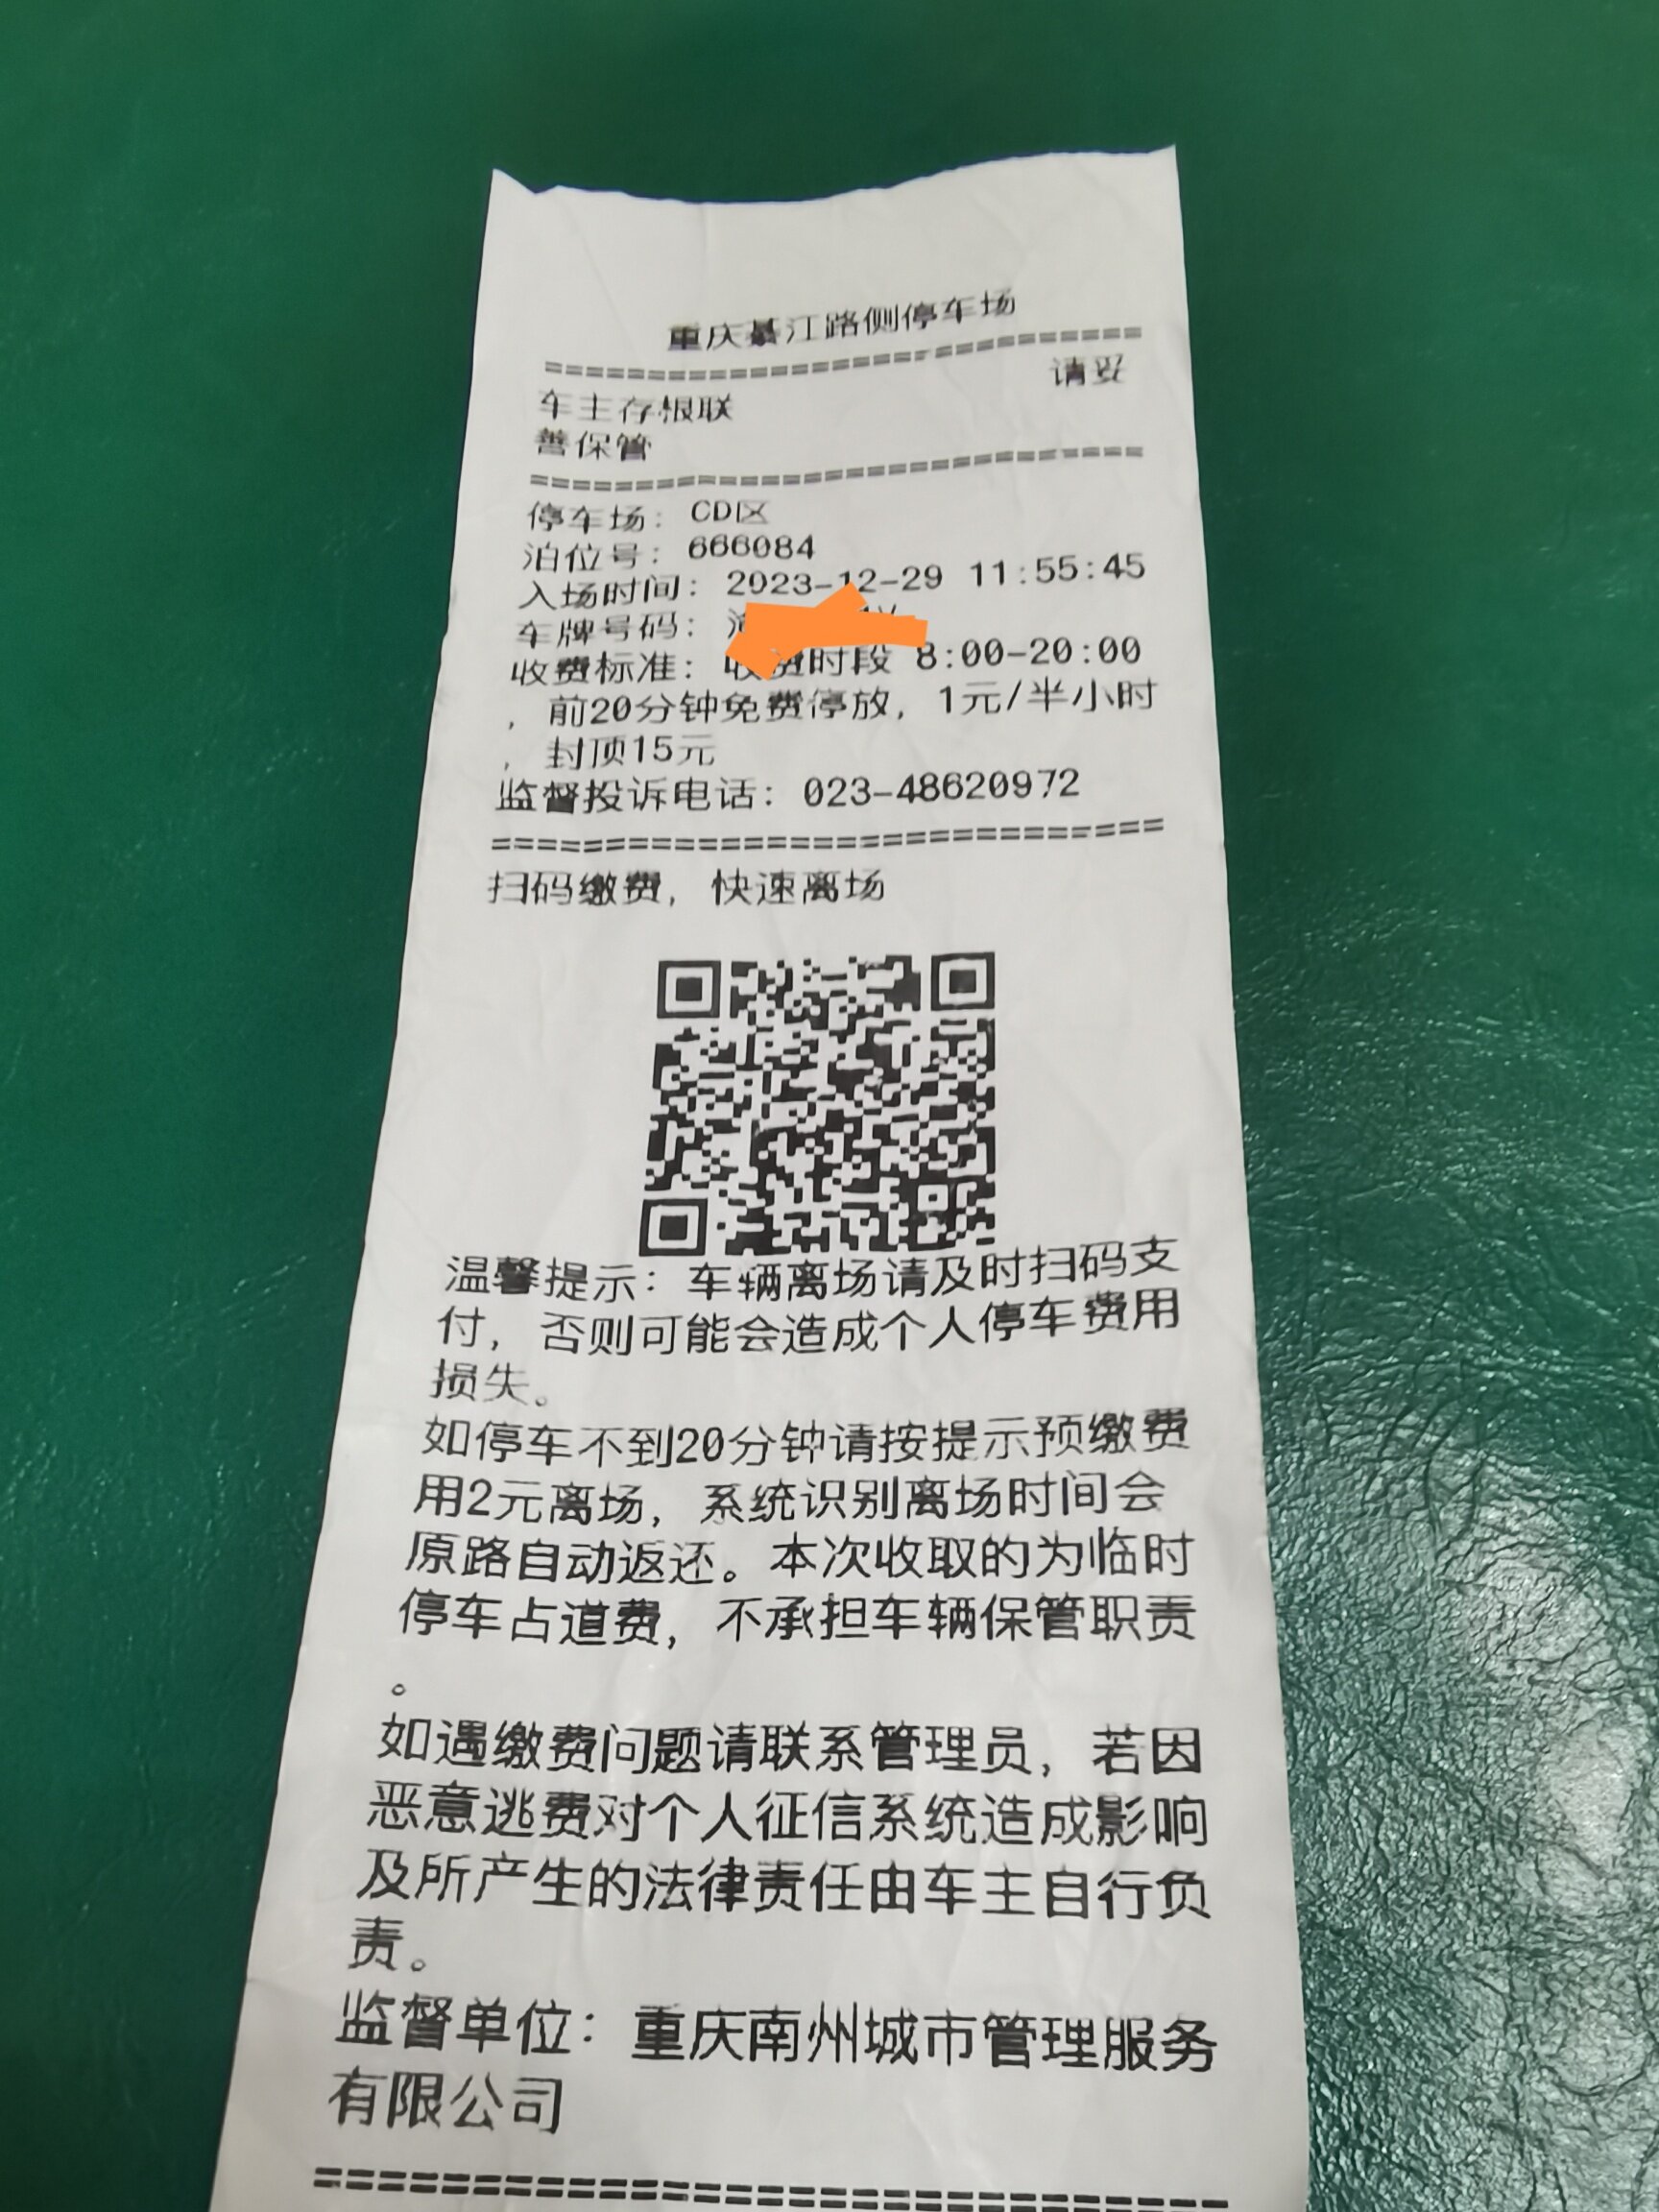 重庆綦江路侧停车场
==============================
请妥
车主存根联
善保管
==============================
停车场： CD区
泊位号： 666084
入场时间： 2023-12-29 11:55:45
车牌号码：
收费标准： 收费时段 8:00-20:00
，前20分钟免费停放，1元/半小时
，封顶15元
监督投诉电话： 023-48620972
==============================
扫码缴费，快速离场
温馨提示：车辆离场请及时扫码支
付，否则可能会造成个人停车费用
损失。
如停车不到20分钟请按提示预缴费
用2元离场，系统识别离场时间会
原路自动返还。本次收取的为临时
停车占道费，不承担车辆保管职责
。
如遇缴费问题请联系管理员，若因
恶意逃费对个人征信系统造成影响
及所产生的法律责任由车主自行负
责。
监督单位：重庆南州城市管理服务
有限公司
==============================